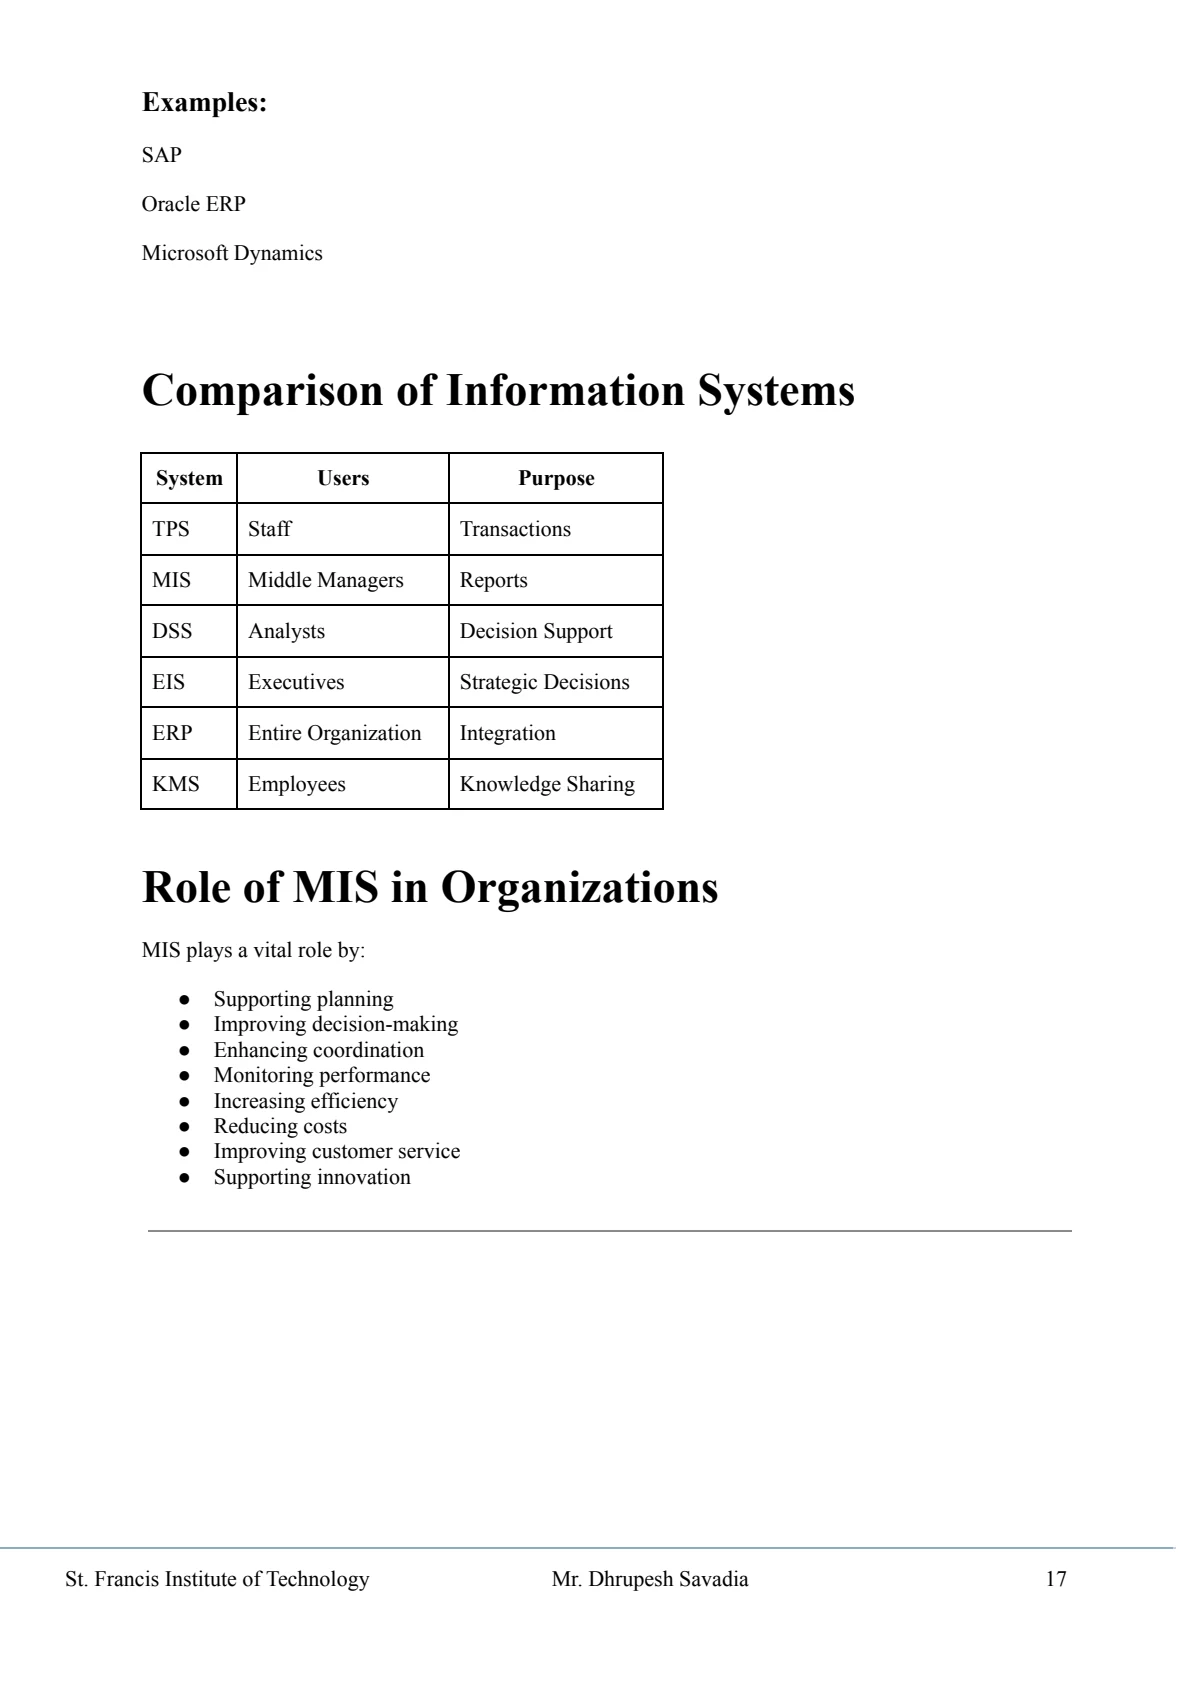 Examples:
SAP
Oracle ERP
Microsoft Dynamics
Comparison of Information Systems
System Users Purpose
TPS Staff Transactions
MIS Middle Managers Reports
DSS Analysts Decision Support
EIS Executives Strategic Decisions
ERP Entire Organization Integration
KMS Employees Knowledge Sharing
Role of MIS in Organizations
MIS plays a vital role by:
● Supporting planning
● Improving decision-making
● Enhancing coordination
● Monitoring performance
● Increasing efficiency
● Reducing costs
● Improving customer service
● Supporting innovation
St. Francis Institute of Technology Mr. Dhrupesh Savadia 17